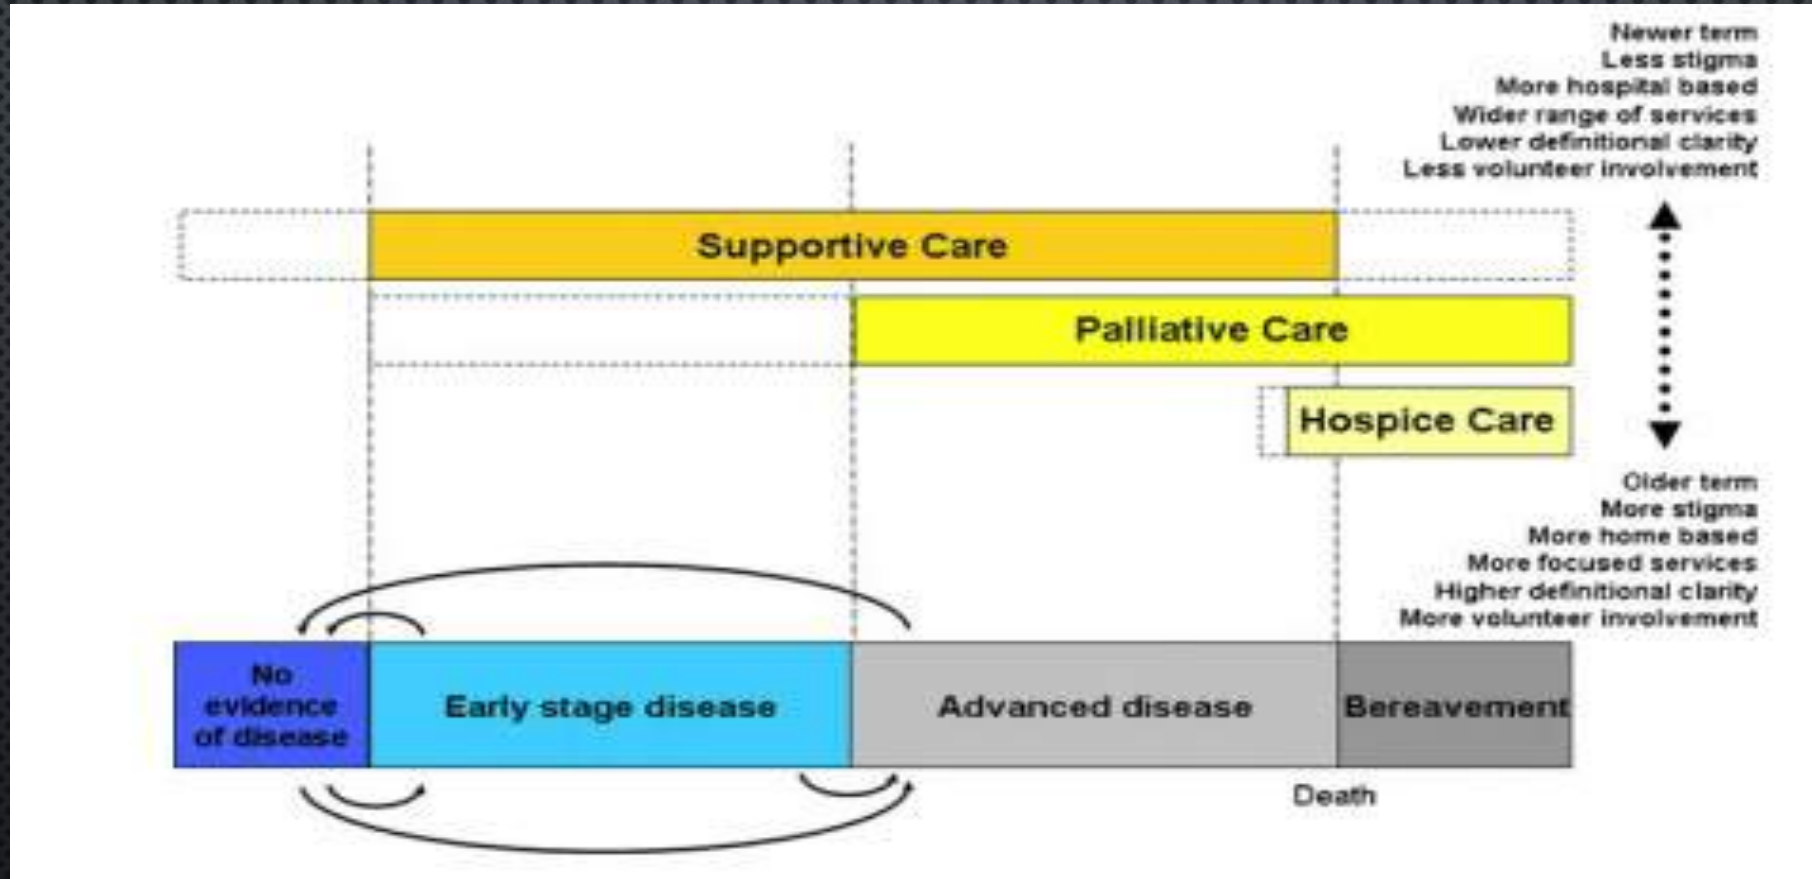 Newer term
Less stigma
More hospital based
Wider range of services
Lower definitional clarity
Less volunteer involvement
Supportive Care
Palliative Care
Hospice Care
Older term
More stigma
More home based
More focused services
Higher definitional clarity
More volunteer involvement
No
evidence
of disease
Early stage disease
Advanced disease
Bereavement
Death